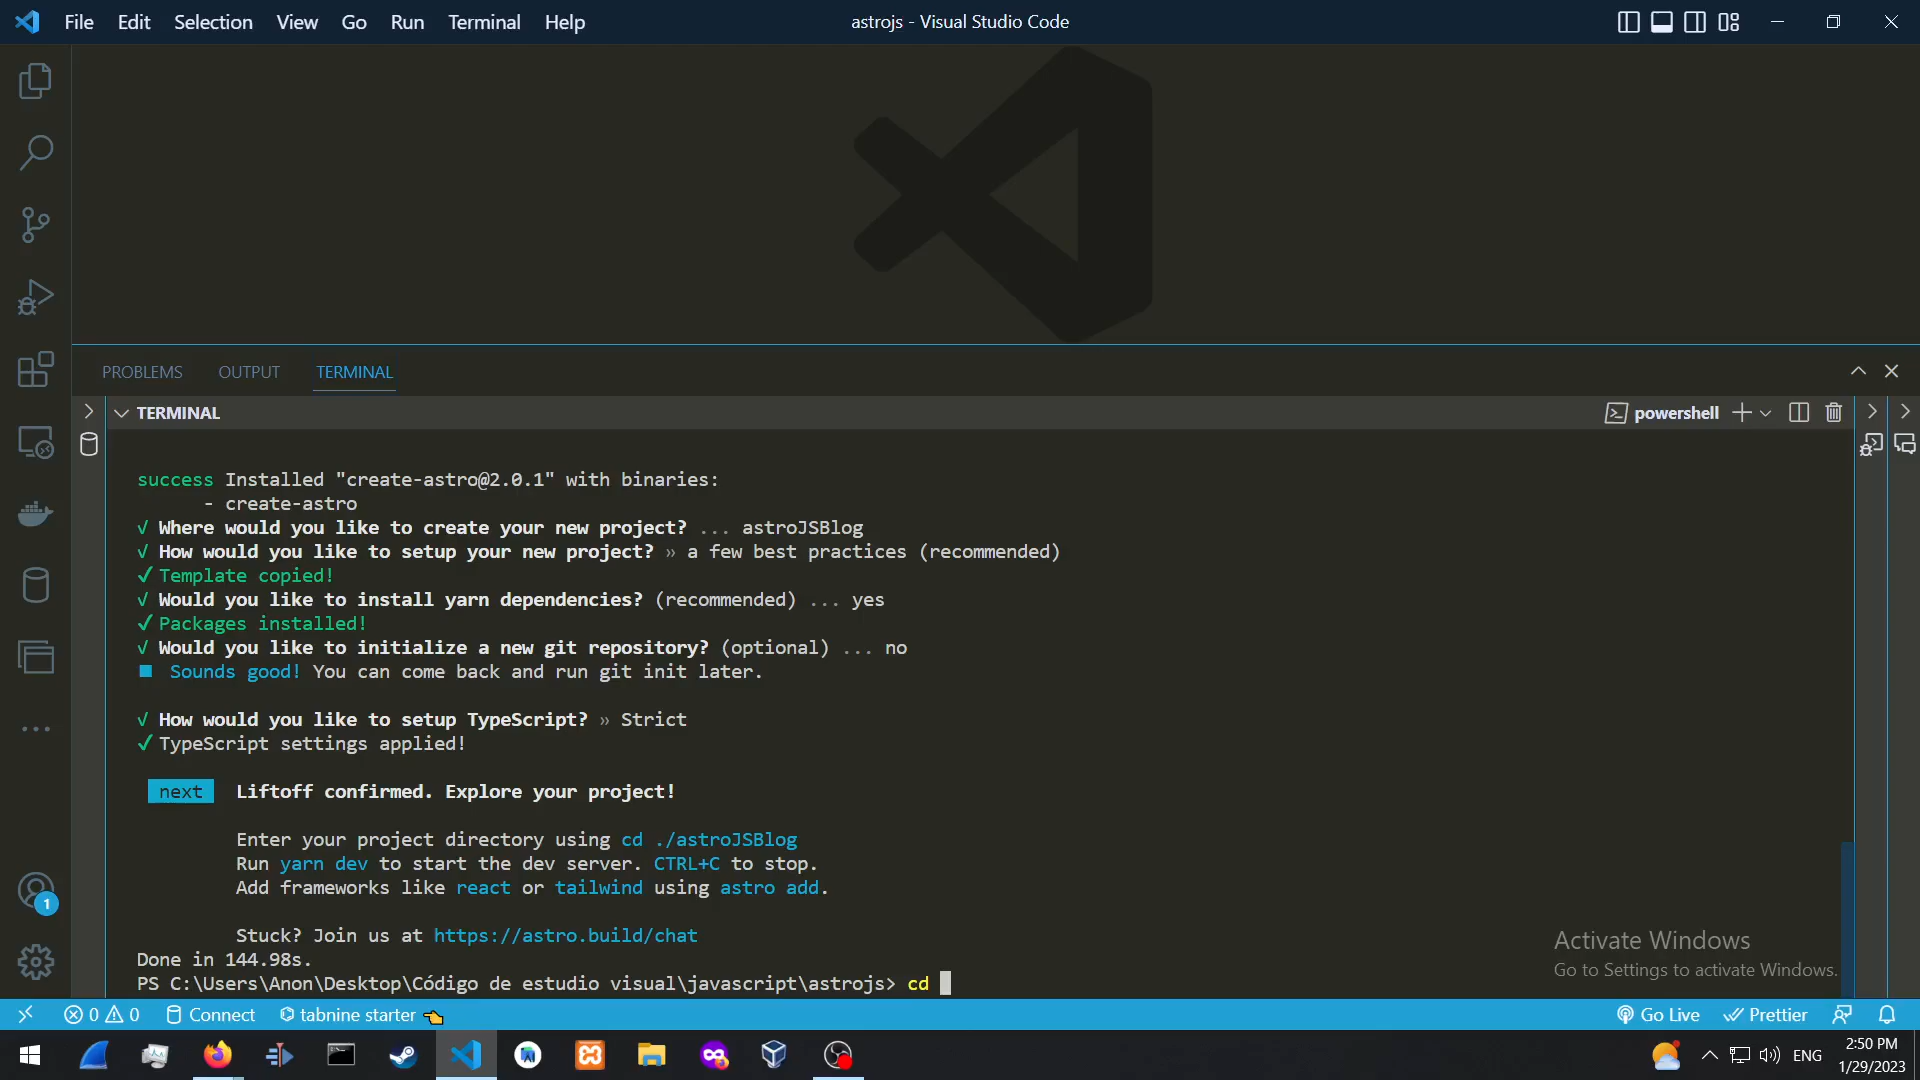 File Edit Selection View Go Run Terminal Help astrojs - Visual Studio Code
PROBLEMS OUTPUT TERMINAL
TERMINAL powershell
success Installed "create-astro@2.0.1" with binaries:
- create-astro
√ Where would you like to create your new project? ... astroJSBlog
√ How would you like to setup your new project? » a few best practices (recommended)
✓ Template copied!
√ Would you like to install yarn dependencies? (recommended) ... yes
✓ Packages installed!
√ Would you like to initialize a new git repository? (optional) ... no
■ Sounds good! You can come back and run git init later.
√ How would you like to setup TypeScript? » Strict
✓ TypeScript settings applied!
next Liftoff confirmed. Explore your project!
Enter your project directory using cd ./astroJSBlog
Run yarn dev to start the dev server. CTRL+C to stop.
Add frameworks like react or tailwind using astro add.
Stuck? Join us at https://astro.build/chat
Done in 144.98s.
PS C:\Users\Anon\Desktop\Código de estudio visual\javascript\astrojs> cd
Activate Windows
Go to Settings to activate Windows.
1
0 0 Connect tabnine starter Go Live Prettier
ENG
2:50 PM
1/29/2023